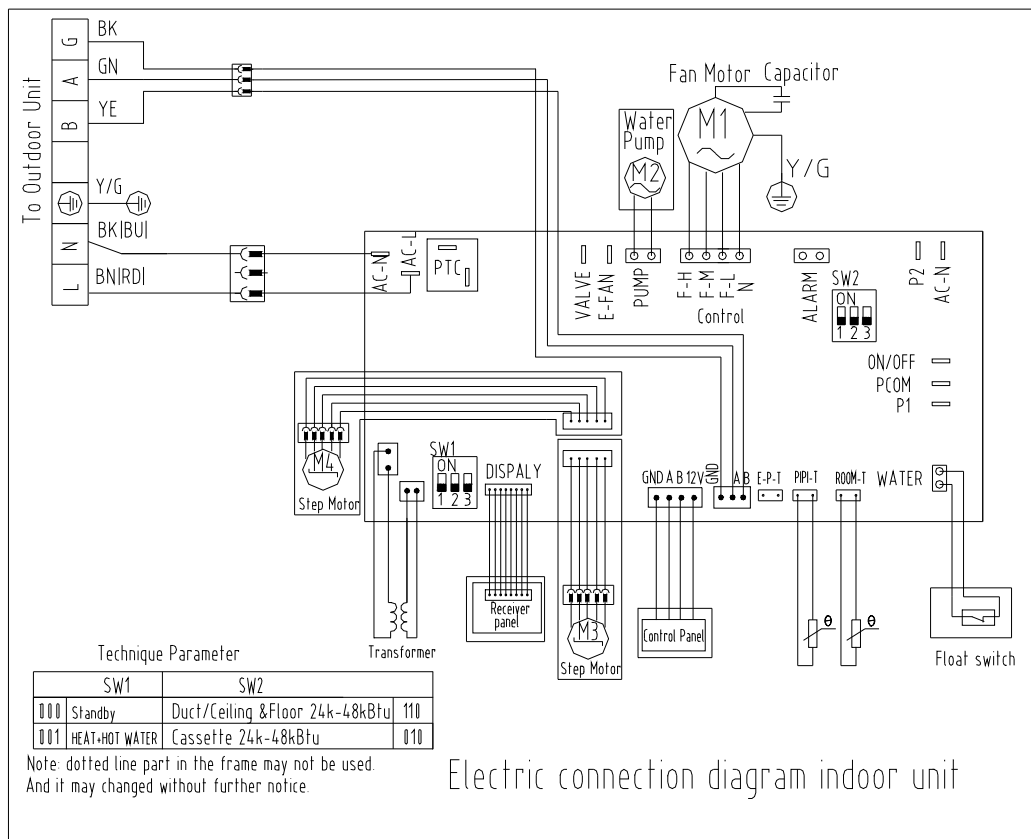 To Outdoor Unit
G
BK
A
GN
B
YE
Y/G
N
BK|BU|
L
BN|RD|
Fan Motor Capacitor
M1
Water
Pump
M2
Y/G
AC-N
AC-L
PTC
VALVE
E-FAN
PUMP
F-H
F-M
F-L
N
Control
ALARM
SW2
ON
1 2 3
P2
AC-N
ON/OFF
PCOM
P1
M4
Step Motor
SW1
ON
1 2 3
DISPALY
GND A B 12V
GND
A B
E-P-T
PIPI-T
ROOM-T
WATER
Transformer
Receiver
panel
M3
Step Motor
Control Panel
θ
θ
Float switch
Technique Parameter
SW1 SW2
000 Standby Duct/Ceiling &Floor 24k-48kBtu 110
001 HEAT+HOT WATER Cassette 24k-48kBtu 010
Note: dotted line part in the frame may not be used.
And it may changed without further notice.
Electric connection diagram indoor unit